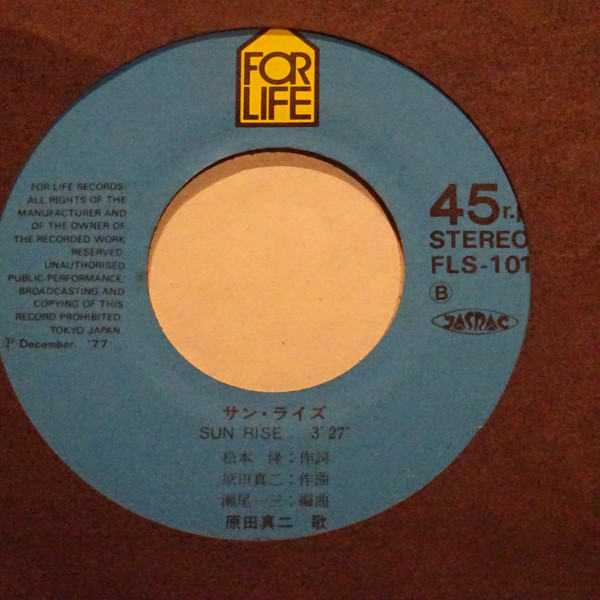 FOR
LIFE
FOR LIFE RECORDS:
ALL RIGHTS OF THE
MANUFACTURER AND
OF THE OWNER OF
THE RECORDED WORK
RESERVED.
UNAUTHORISED
PUBLIC PERFORMANCE,
BROADCASTING AND
COPYING OF THIS
RECORD PROHIBITED.
TOKYO JAPAN.
Ⓟ December. '77
45r.p
STEREO
FLS-101
Ⓑ
JASRAC
サン・ライズ
SUN RISE 3'27"
松本 隆：作詞
原田真二：作曲
瀬尾一三：編曲
原田真二 歌